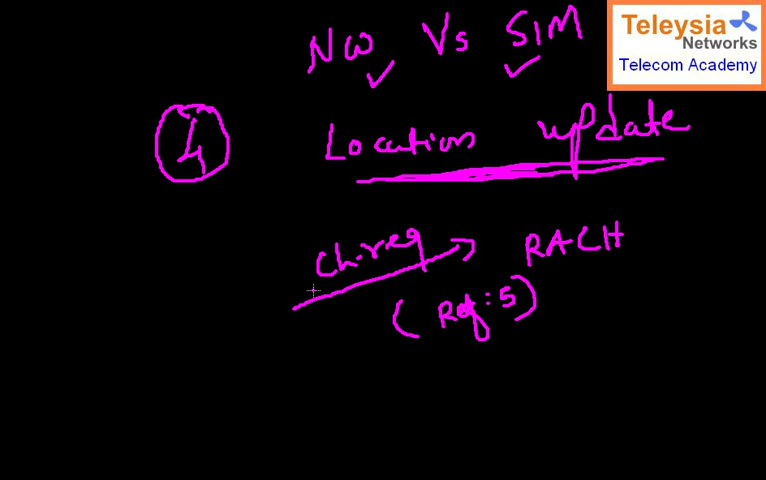 NW Vs SIM
Teleysia
Networks
Telecom Academy
4
Location update
Ch.req
RACH
(Ref:5)